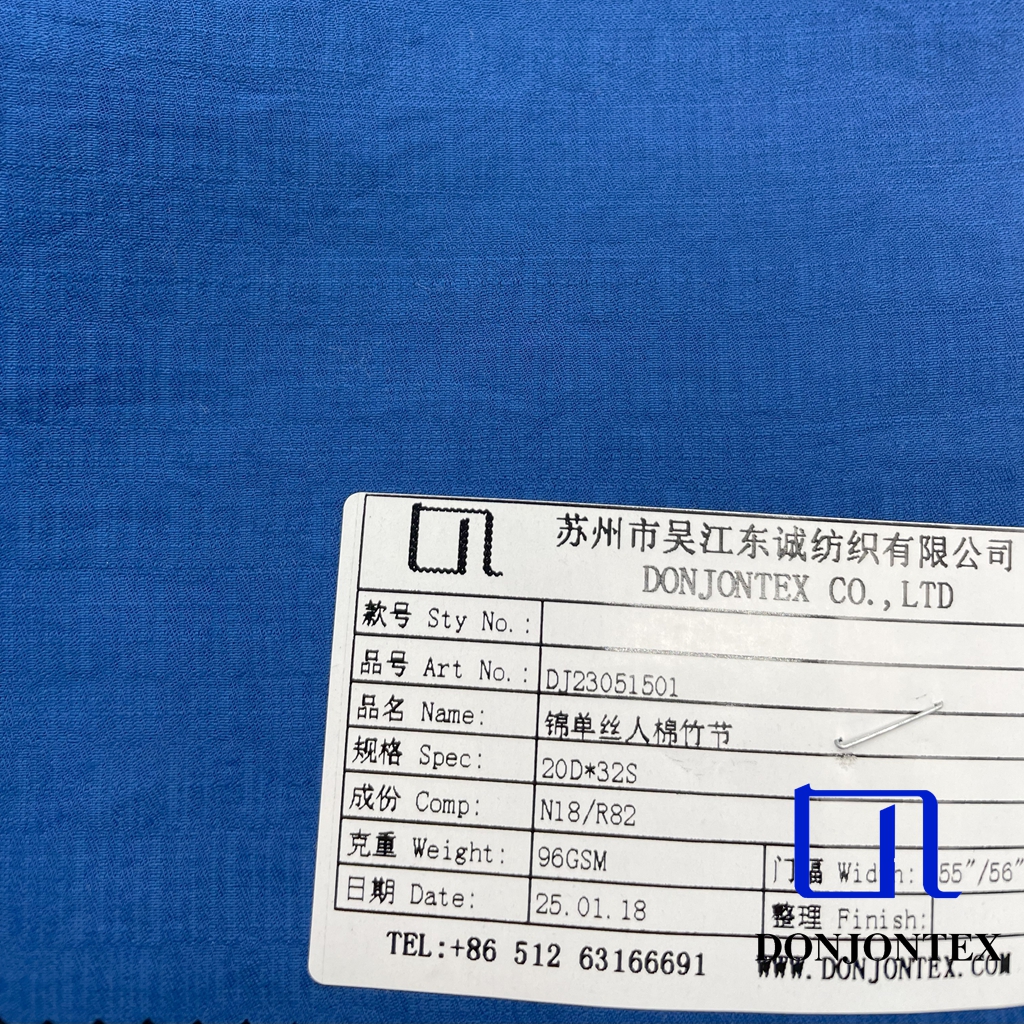 苏州市吴江东诚纺织有限公司
DONJONTEX CO.,LTD
款号 Sty No.:
品号 Art No.: DJ23051501
品名 Name: 锦单丝人棉竹节
规格 Spec: 20D*32S
成份 Comp: N18/R82
克重 Weight: 96GSM 门幅 Width: 55"/56"
日期 Date: 25.01.18 整理 Finish:
TEL:+86 512 63166691 WWW.DONJONTEX.COM
DONJONTEX